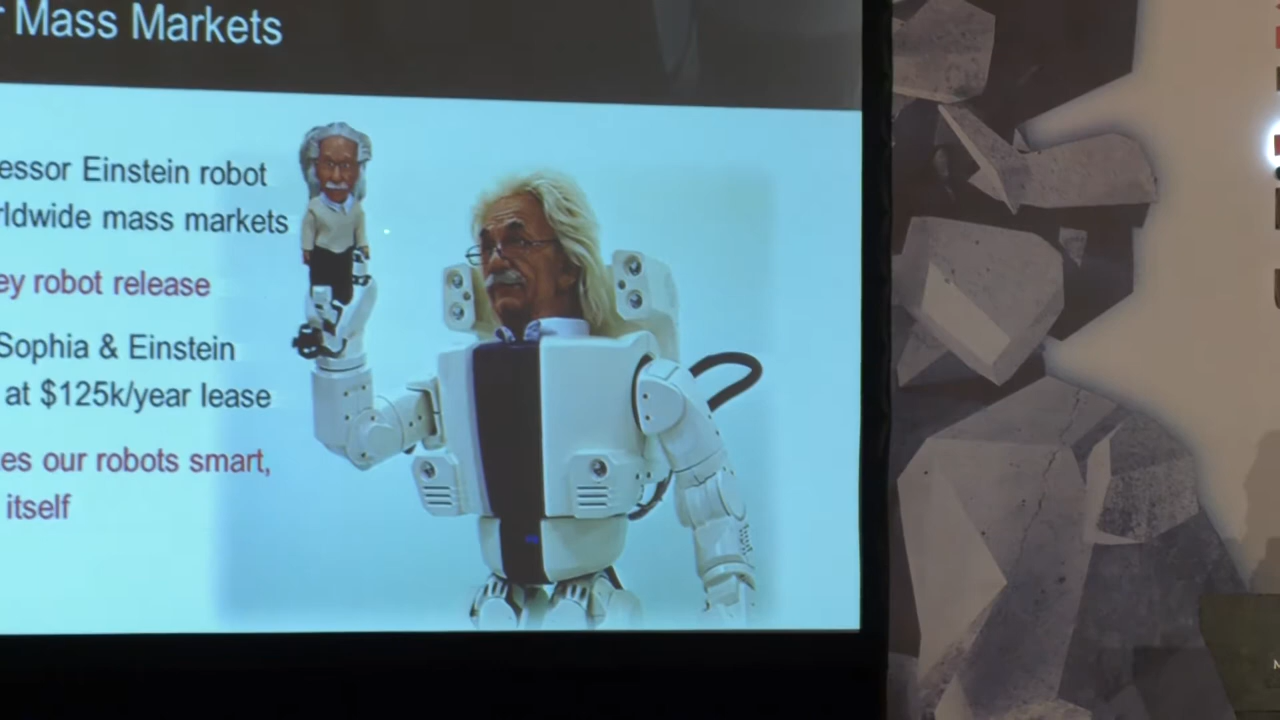 Mass Markets
essor Einstein robot
rldwide mass markets
ey robot release
Sophia & Einstein
at $125k/year lease
es our robots smart,
itself